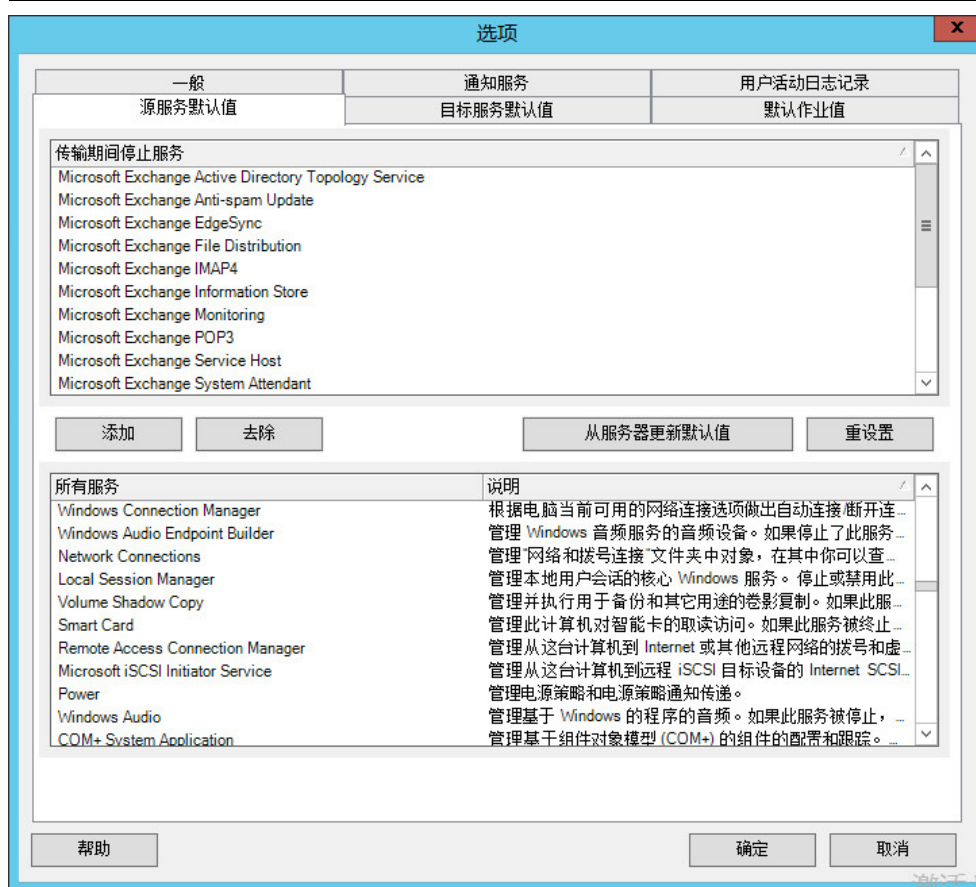 选项
一般 通知服务 用户活动日志记录
源服务默认值 目标服务默认值 默认作业值
传输期间停止服务
Microsoft Exchange Active Directory Topology Service
Microsoft Exchange Anti-spam Update
Microsoft Exchange EdgeSync
Microsoft Exchange File Distribution
Microsoft Exchange IMAP4
Microsoft Exchange Information Store
Microsoft Exchange Monitoring
Microsoft Exchange POP3
Microsoft Exchange Service Host
Microsoft Exchange System Attendant
添加 去除 从服务器更新默认值 重设置
所有服务 说明
Windows Connection Manager 根据电脑当前可用的网络连接选项做出自动连接/断开连...
Windows Audio Endpoint Builder 管理 Windows 音频服务的音频设备。如果停止了此服务...
Network Connections 管理"网络和拨号连接"文件夹中对象，在其中你可以查...
Local Session Manager 管理本地用户会话的核心 Windows 服务。停止或禁用此...
Volume Shadow Copy 管理并执行用于备份和其它用途的卷影复制。如果此服...
Smart Card 管理此计算机对智能卡的取读访问。如果此服务被终止...
Remote Access Connection Manager 管理从这台计算机到 Internet 或其他远程网络的拨号和虚...
Microsoft iSCSI Initiator Service 管理从这台计算机到远程 iSCSI 目标设备的 Internet SCSI...
Power 管理电源策略和电源策略通知传递。
Windows Audio 管理基于 Windows 的程序的音频。如果此服务被停止， ...
COM+ System Application 管理基于组件对象模型 (COM+) 的组件的配置和跟踪。 ...
帮助 确定 取消